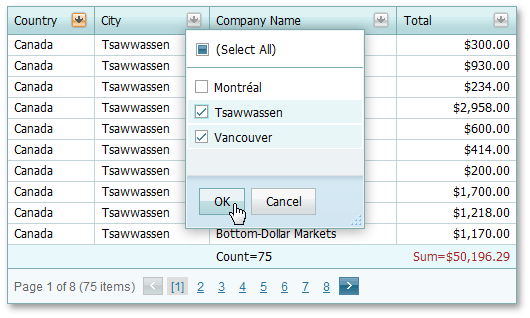 Country City Company Name Total
Canada Tsawwassen $300.00
(Select All)
Canada Tsawwassen $930.00
Canada Tsawwassen Montréal $234.00
Canada Tsawwassen Tsawwassen $2,958.00
Canada Tsawwassen Vancouver $600.00
Canada Tsawwassen $414.00
Canada Tsawwassen $200.00
Canada Tsawwassen OK Cancel $1,700.00
Canada Tsawwassen $1,218.00
Canada Tsawwassen Bottom-Dollar Markets $1,170.00
Count=75 Sum=$50,196.29
Page 1 of 8 (75 items) < [1] 2 3 4 5 6 7 8 >